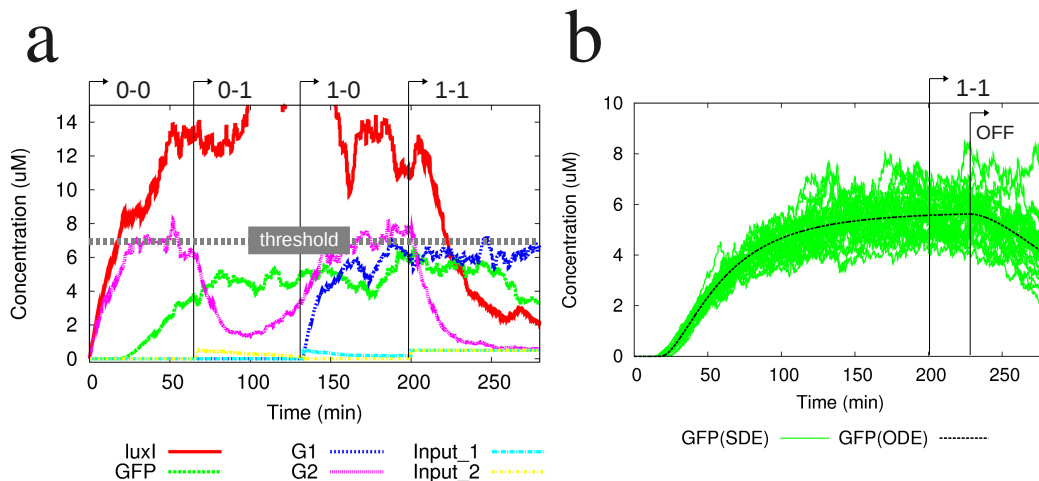 a
0-0
0-1
1-0
1-1
14
12
10
8
6
4
2
0
Concentration (uM)
threshold
0
50
100
150
200
250
Time (min)
luxI
GFP
G1
G2
Input_1
Input_2
b
1-1
OFF
10
8
6
4
2
0
Concentration (uM)
50
100
150
200
250
Time (min)
GFP(SDE)
GFP(ODE)